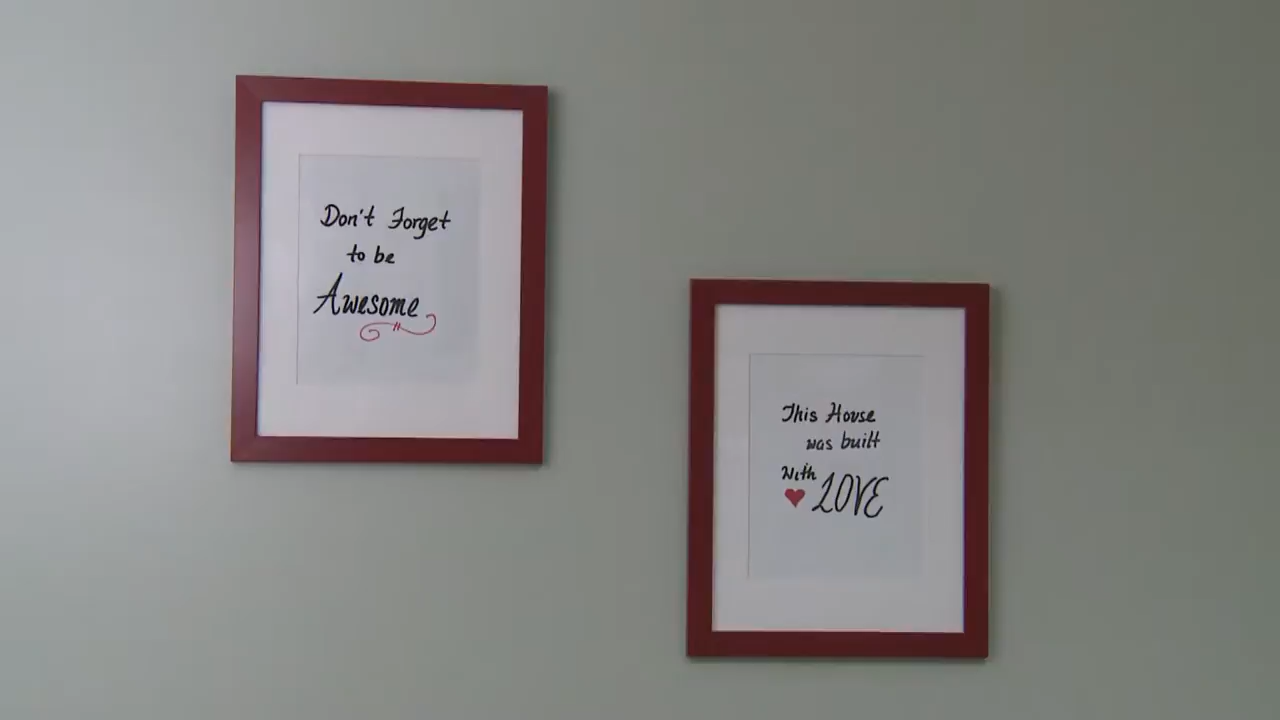 Don't Forget
to be
Awesome
This House
was built
With
♥ LOVE